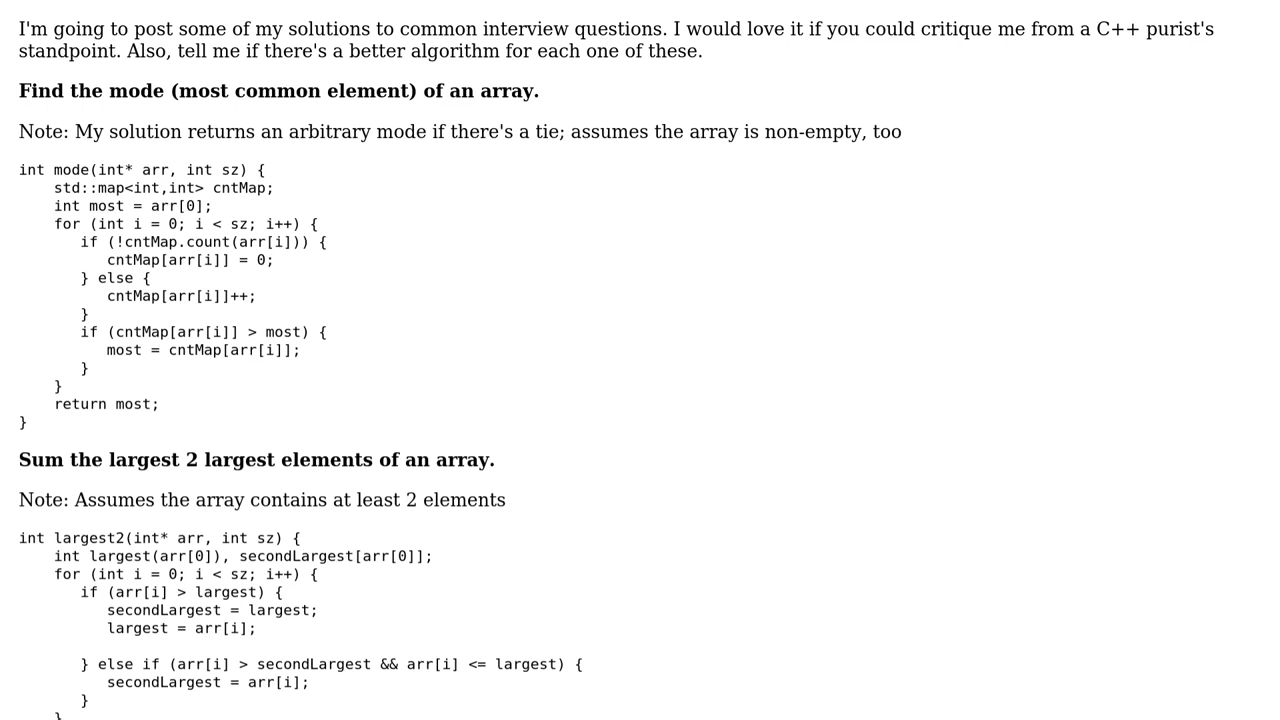 I'm going to post some of my solutions to common interview questions. I would love it if you could critique me from a C++ purist's
standpoint. Also, tell me if there's a better algorithm for each one of these.
Find the mode (most common element) of an array.
Note: My solution returns an arbitrary mode if there's a tie; assumes the array is non-empty, too
int mode(int* arr, int sz) {
    std::map<int,int> cntMap;
    int most = arr[0];
    for (int i = 0; i < sz; i++) {
       if (!cntMap.count(arr[i])) {
          cntMap[arr[i]] = 0;
       } else {
          cntMap[arr[i]]++;
       }
       if (cntMap[arr[i]] > most) {
          most = cntMap[arr[i]];
       }
    }
    return most;
}
Sum the largest 2 largest elements of an array.
Note: Assumes the array contains at least 2 elements
int largest2(int* arr, int sz) {
    int largest(arr[0]), secondLargest[arr[0]];
    for (int i = 0; i < sz; i++) {
       if (arr[i] > largest) {
          secondLargest = largest;
          largest = arr[i];

       } else if (arr[i] > secondLargest && arr[i] <= largest) {
          secondLargest = arr[i];
       }
    }